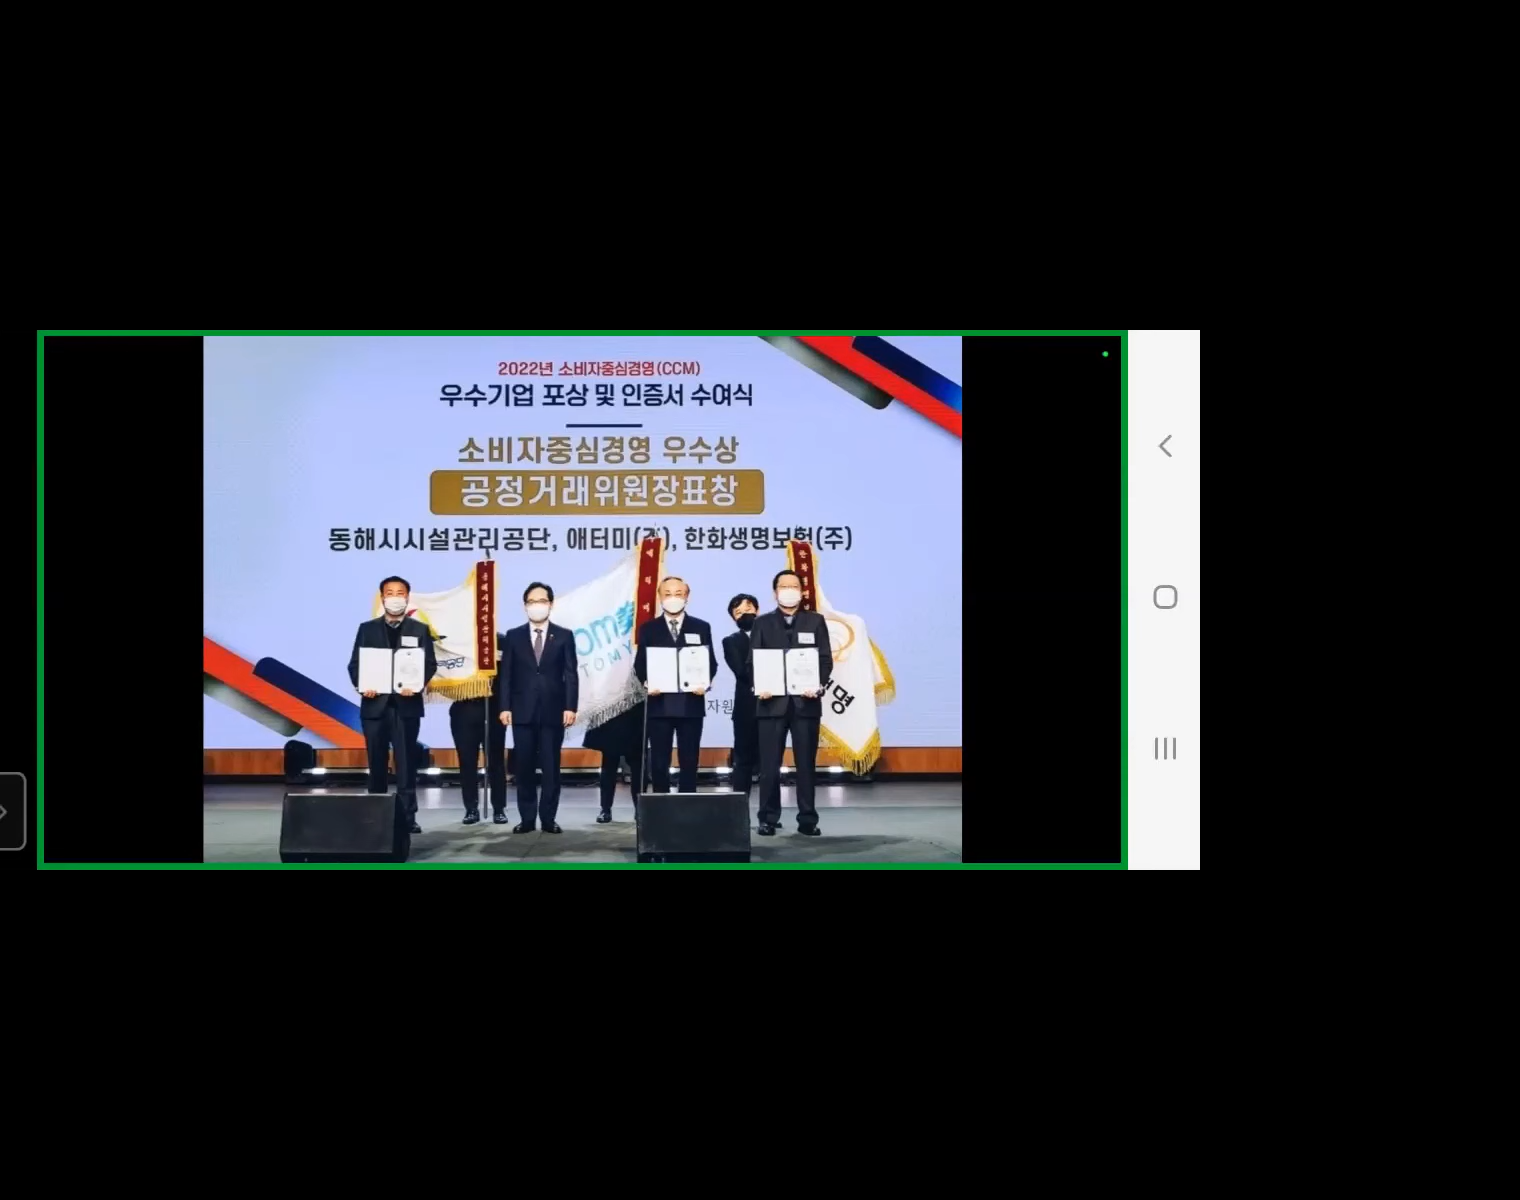 2022년 소비자중심경영(CCM)
우수기업 포상 및 인증서 수여식
소비자중심경영 우수상
공정거래위원장표창
동해시시설관리공단, 애터미(주), 한화생명보험(주)
자원